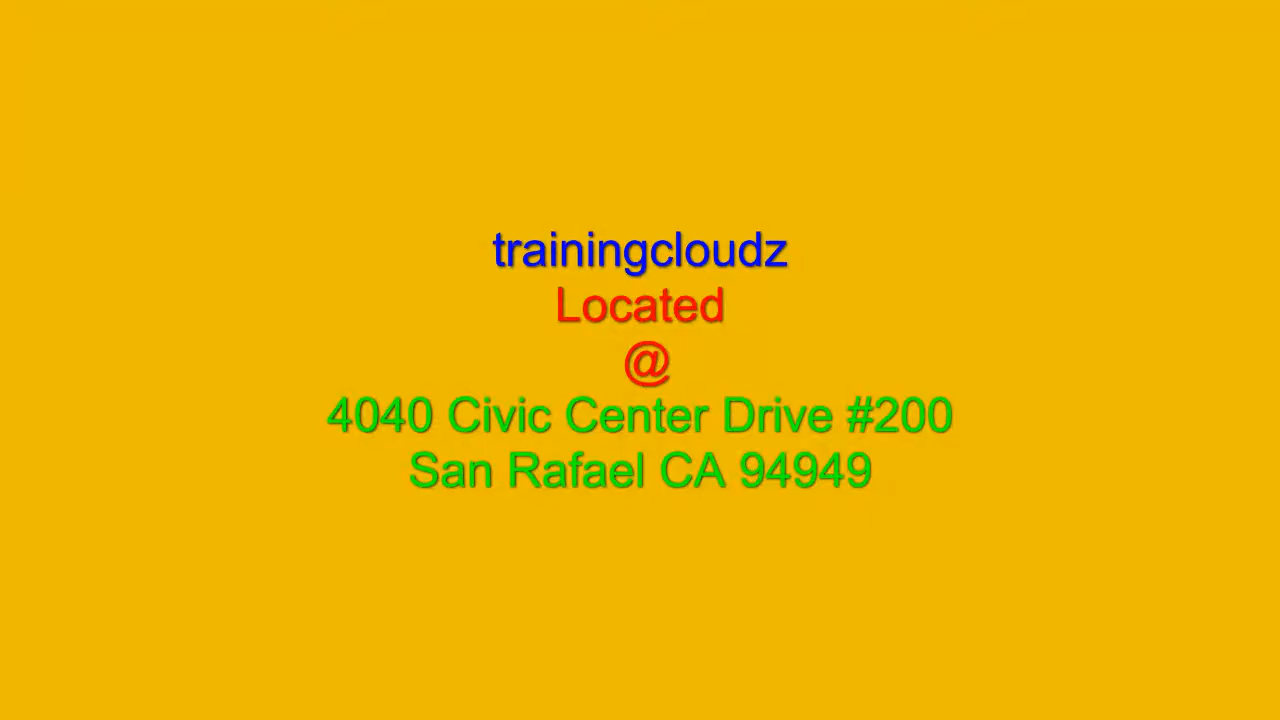 trainingcloudz
Located
@
4040 Civic Center Drive #200
San Rafael CA 94949